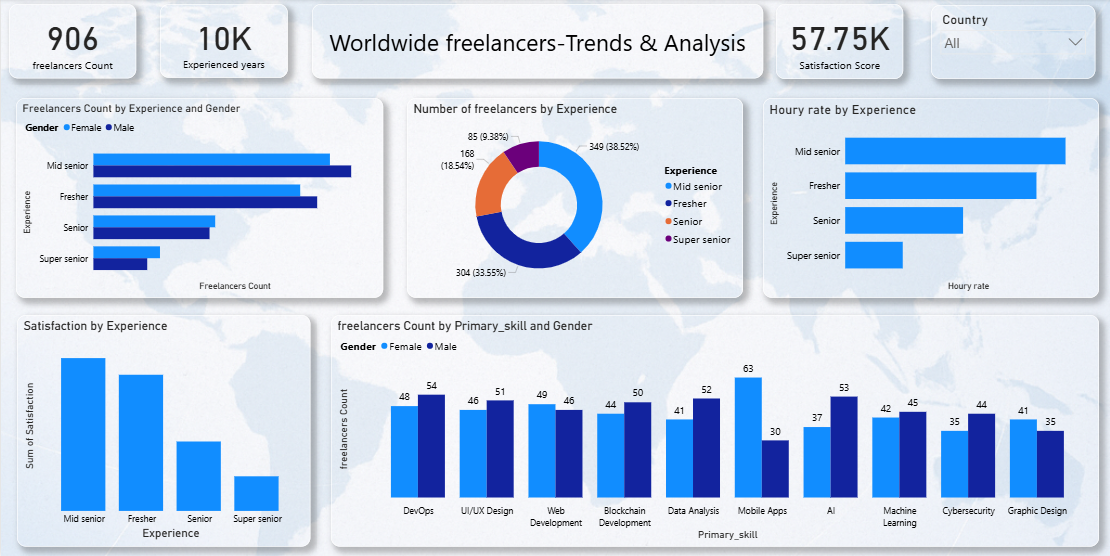 906
freelancers Count
10K
Experienced years
Worldwide freelancers-Trends & Analysis
57.75K
Satisfaction Score
Country
All
Freelancers Count by Experience and Gender
Gender Female Male
Experience
Mid senior
Fresher
Senior
Super senior
Freelancers Count
Number of freelancers by Experience
85 (9.38%)
168
(18.54%)
349 (38.52%)
304 (33.55%)
Experience
Mid senior
Fresher
Senior
Super senior
Houry rate by Experience
Experience
Mid senior
Fresher
Senior
Super senior
Houry rate
Satisfaction by Experience
Sum of Satisfaction
Mid senior Fresher Senior Super senior
Experience
freelancers Count by Primary_skill and Gender
Gender Female Male
freelancers Count
48 54 46 51 49 46 44 50 41 52 63 30 37 53 42 45 35 44 41 35
DevOps UI/UX Design Web Development Blockchain Development Data Analysis Mobile Apps AI Machine Learning Cybersecurity Graphic Design
Primary_skill